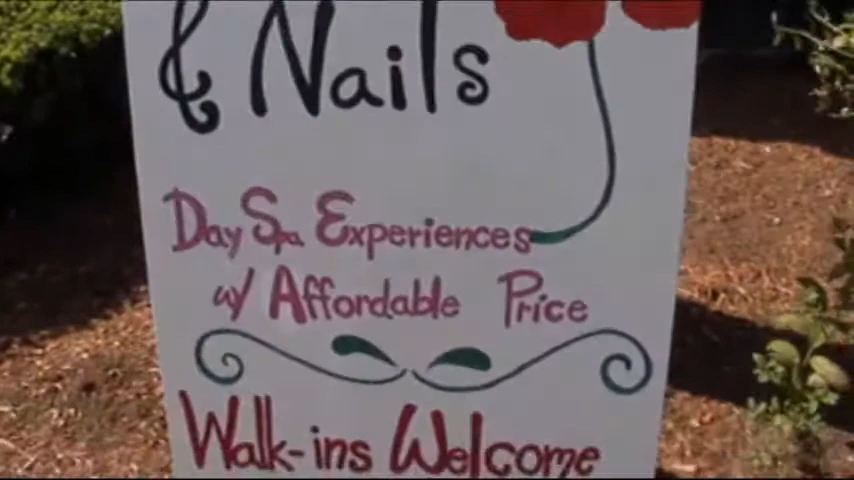 & Nails
Day Spa Experiences
w/ Affordable Price
Walk-ins Welcome